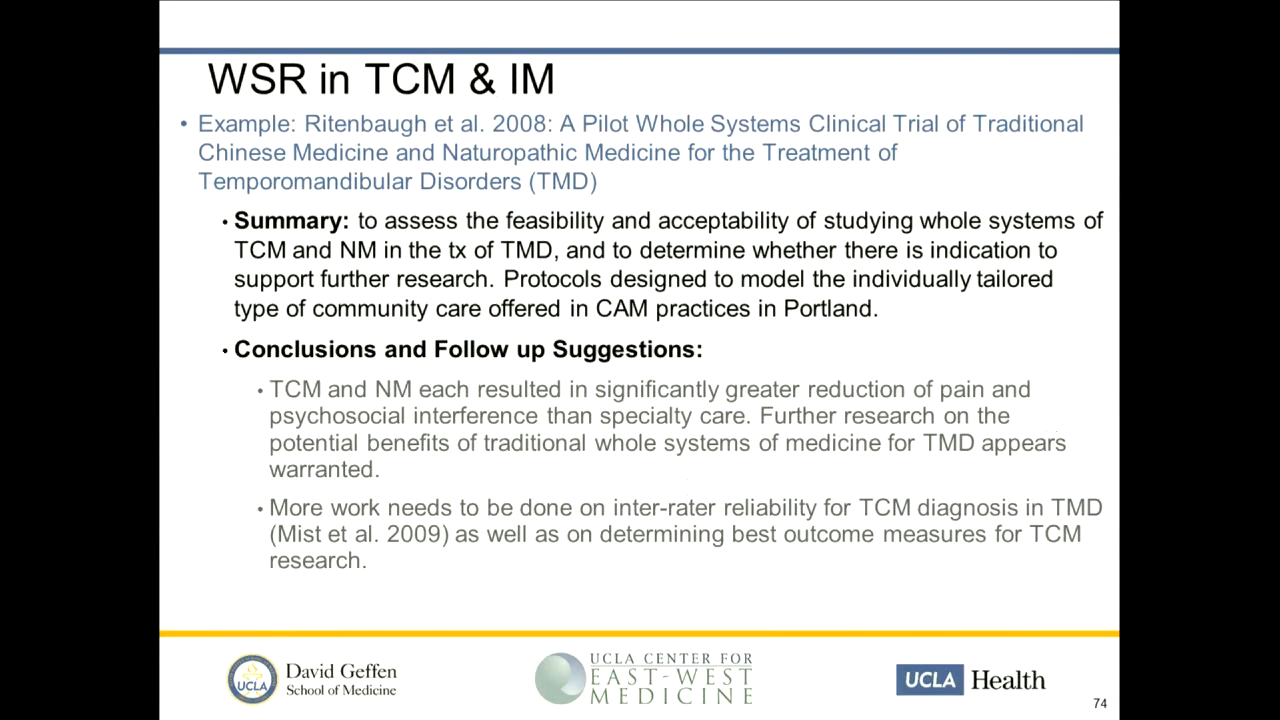 WSR in TCM & IM
• Example: Ritenbaugh et al. 2008: A Pilot Whole Systems Clinical Trial of Traditional
Chinese Medicine and Naturopathic Medicine for the Treatment of
Temporomandibular Disorders (TMD)
• Summary: to assess the feasibility and acceptability of studying whole systems of
TCM and NM in the tx of TMD, and to determine whether there is indication to
support further research. Protocols designed to model the individually tailored
type of community care offered in CAM practices in Portland.
• Conclusions and Follow up Suggestions:
• TCM and NM each resulted in significantly greater reduction of pain and
psychosocial interference than specialty care. Further research on the
potential benefits of traditional whole systems of medicine for TMD appears
warranted.
• More work needs to be done on inter-rater reliability for TCM diagnosis in TMD
(Mist et al. 2009) as well as on determining best outcome measures for TCM
research.
UCLA
David Geffen
School of Medicine
UCLA CENTER FOR
EAST-WEST
MEDICINE
UCLA Health
74